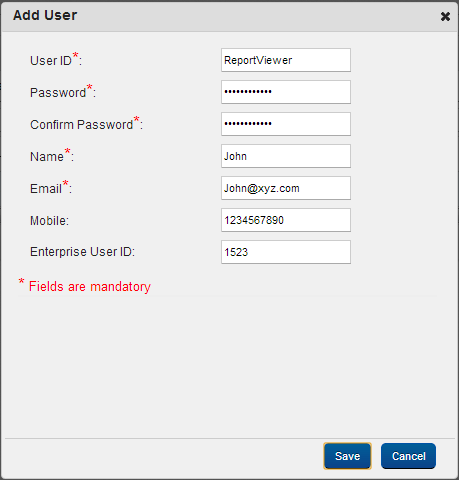 Add User
User ID*: ReportViewer
Password*: ••••••••••••
Confirm Password*: ••••••••••••
Name*: John
Email*: John@xyz.com
Mobile: 1234567890
Enterprise User ID: 1523
* Fields are mandatory
Save Cancel